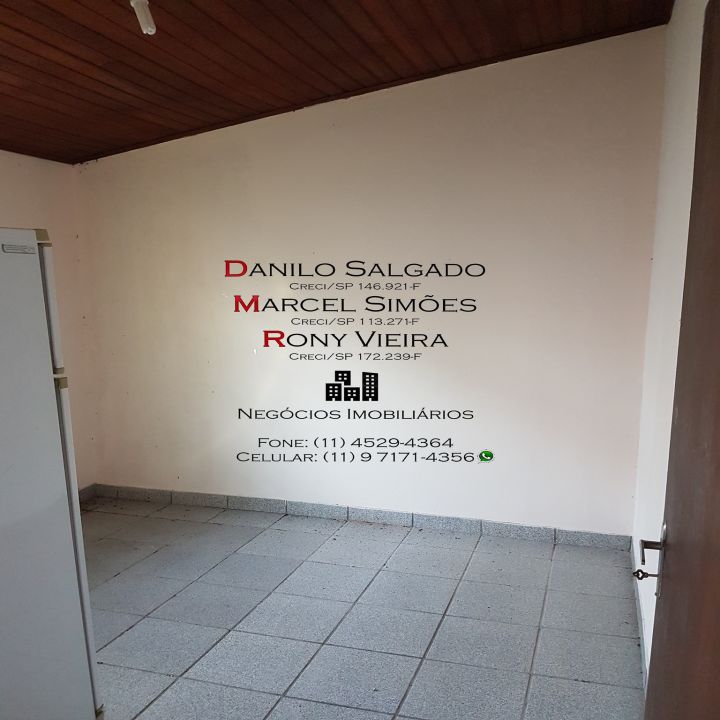 Danilo Salgado
Creci/SP 146.921-F
Marcel Simões
Creci/SP 113.271-F
Rony Vieira
Creci/SP 172.239-F
Negócios Imobiliários
Fone: (11) 4529-4364
Celular: (11) 9 7171-4356